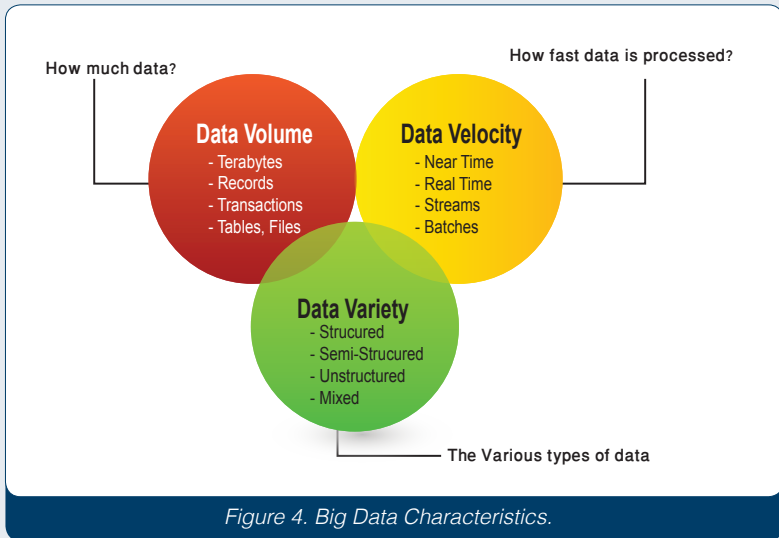 How much data?
How fast data is processed?
Data Volume
- Terabytes
- Records
- Transactions
- Tables, Files
Data Velocity
- Near Time
- Real Time
- Streams
- Batches
Data Variety
- Strucured
- Semi-Strucured
- Unstructured
- Mixed
The Various types of data
Figure 4. Big Data Characteristics.